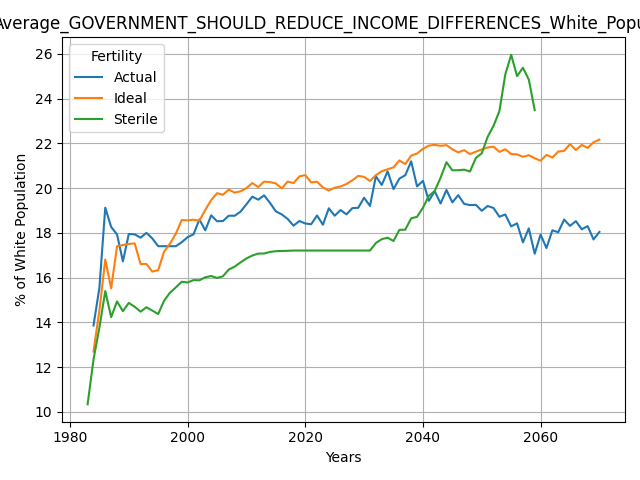 Average_GOVERNMENT_SHOULD_REDUCE_INCOME_DIFFERENCES_White_Popu
Fertility
Actual
Ideal
Sterile
% of White Population
26
24
22
20
18
16
14
12
10
1980
2000
2020
2040
2060
Years